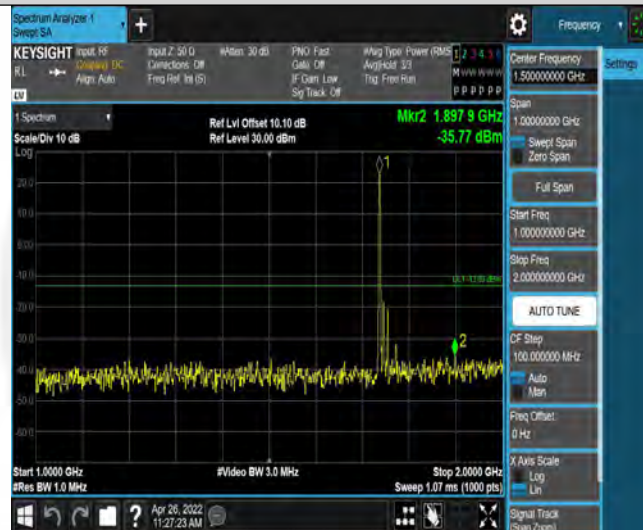 Spectrum Analyzer 1
Swept SA
+
Frequency
KEYSIGHT
Input: RF
Input Z: 50 Ω
#Atten: 30 dB
PNO: Fast
#Avg Type: Power (RMS
1 2 3 4 5 6
RL
Coupling: DC
Corrections: Off
Gate: Off
Avg|Hold: 3/3
M W W W W W
Align: Auto
Freq Ref: Int (S)
IF Gain: Low
Trig: Free Run
P P P P P P
Sig Track: Off
LV
1 Spectrum
Ref Lvl Offset 10.10 dB
Mkr2 1.897 9 GHz
Scale/Div 10 dB
Ref Level 30.00 dBm
-35.77 dBm
Log
1
20.0
10.0
0.00
-10.0
-20.0
-30.0
2
-40.0
-50.0
-60.0
Start 1.0000 GHz
#Video BW 3.0 MHz
Stop 2.0000 GHz
#Res BW 1.0 MHz
Sweep 1.07 ms (1000 pts)
?
Apr 26, 2022
11:27:23 AM
Center Frequency
1.500000000 GHz
Settings
Span
1.00000000 GHz
Swept Span
Zero Span
Full Span
Start Freq
1.000000000 GHz
Stop Freq
2.000000000 GHz
AUTO TUNE
CF Step
100.000000 MHz
Auto
Man
Freq Offset
0 Hz
X Axis Scale
Log
Lin
Signal Track
(Span Zoom)